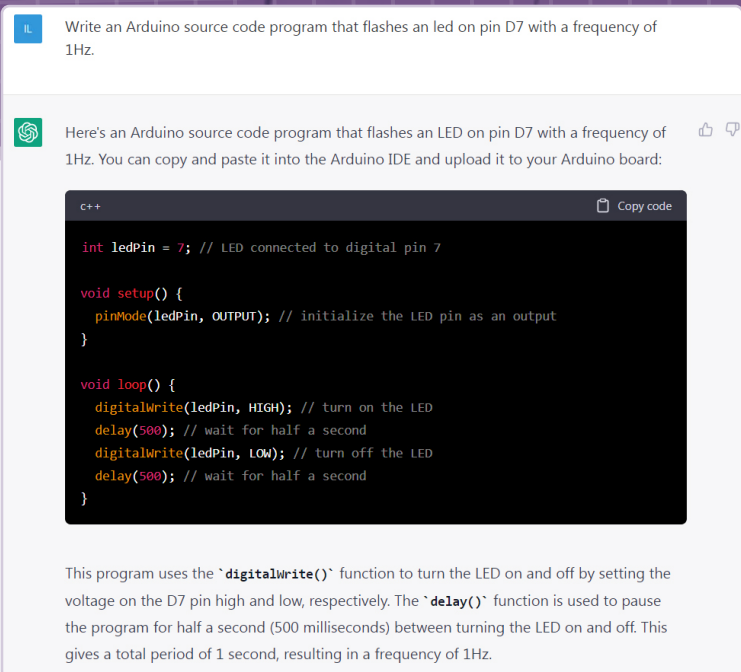 IL
Write an Arduino source code program that flashes an led on pin D7 with a frequency of
1Hz.
Here's an Arduino source code program that flashes an LED on pin D7 with a frequency of
1Hz. You can copy and paste it into the Arduino IDE and upload it to your Arduino board:
c++ Copy code
int ledPin = 7; // LED connected to digital pin 7
void setup() {
  pinMode(ledPin, OUTPUT); // initialize the LED pin as an output
}
void loop() {
  digitalWrite(ledPin, HIGH); // turn on the LED
  delay(500); // wait for half a second
  digitalWrite(ledPin, LOW); // turn off the LED
  delay(500); // wait for half a second
}
This program uses the `digitalWrite()` function to turn the LED on and off by setting the
voltage on the D7 pin high and low, respectively. The `delay()` function is used to pause
the program for half a second (500 milliseconds) between turning the LED on and off. This
gives a total period of 1 second, resulting in a frequency of 1Hz.